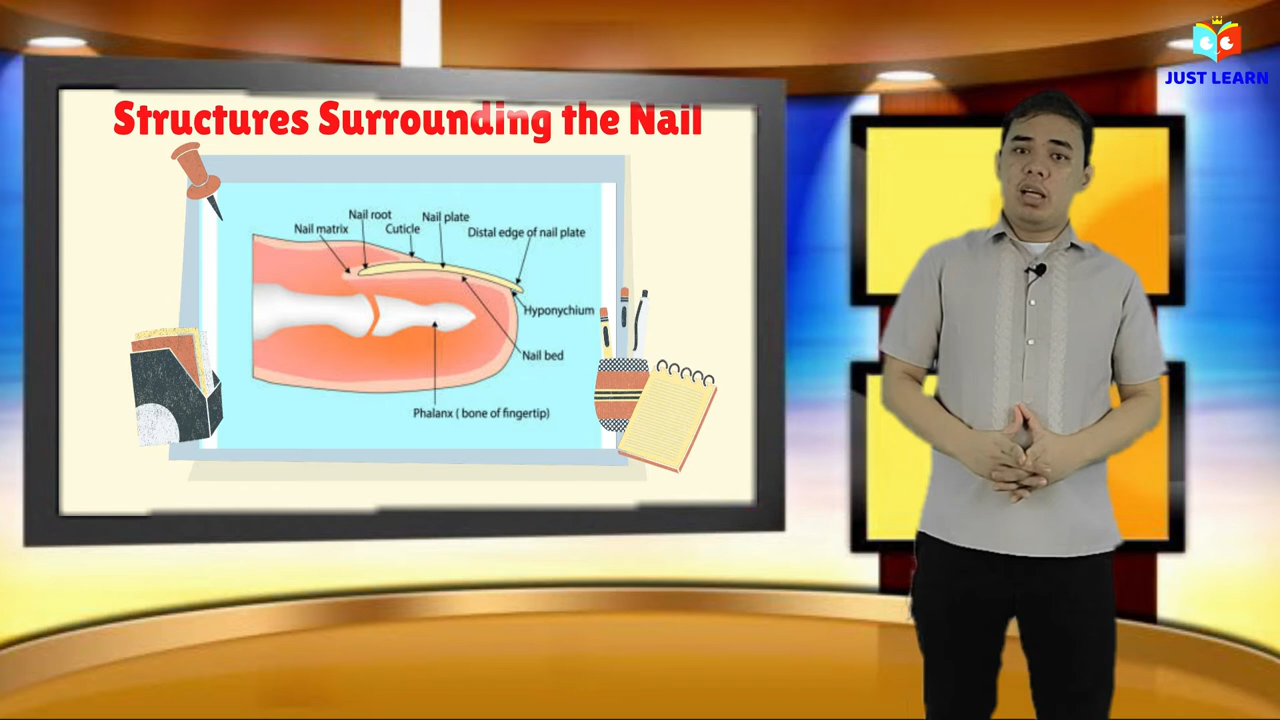 JUST LEARN
Structures Surrounding the Nail
Nail root
Nail plate
Nail matrix
Cuticle
Distal edge of nail plate
Hyponychium
Nail bed
Phalanx ( bone of fingertip)